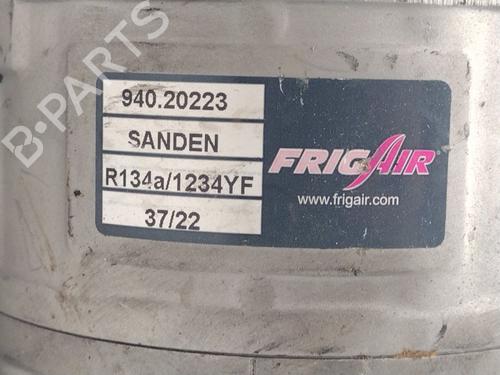 B-PARTS
940.20223
SANDEN
R134a/1234YF
37/22
FRIGAIR
www.frigair.com